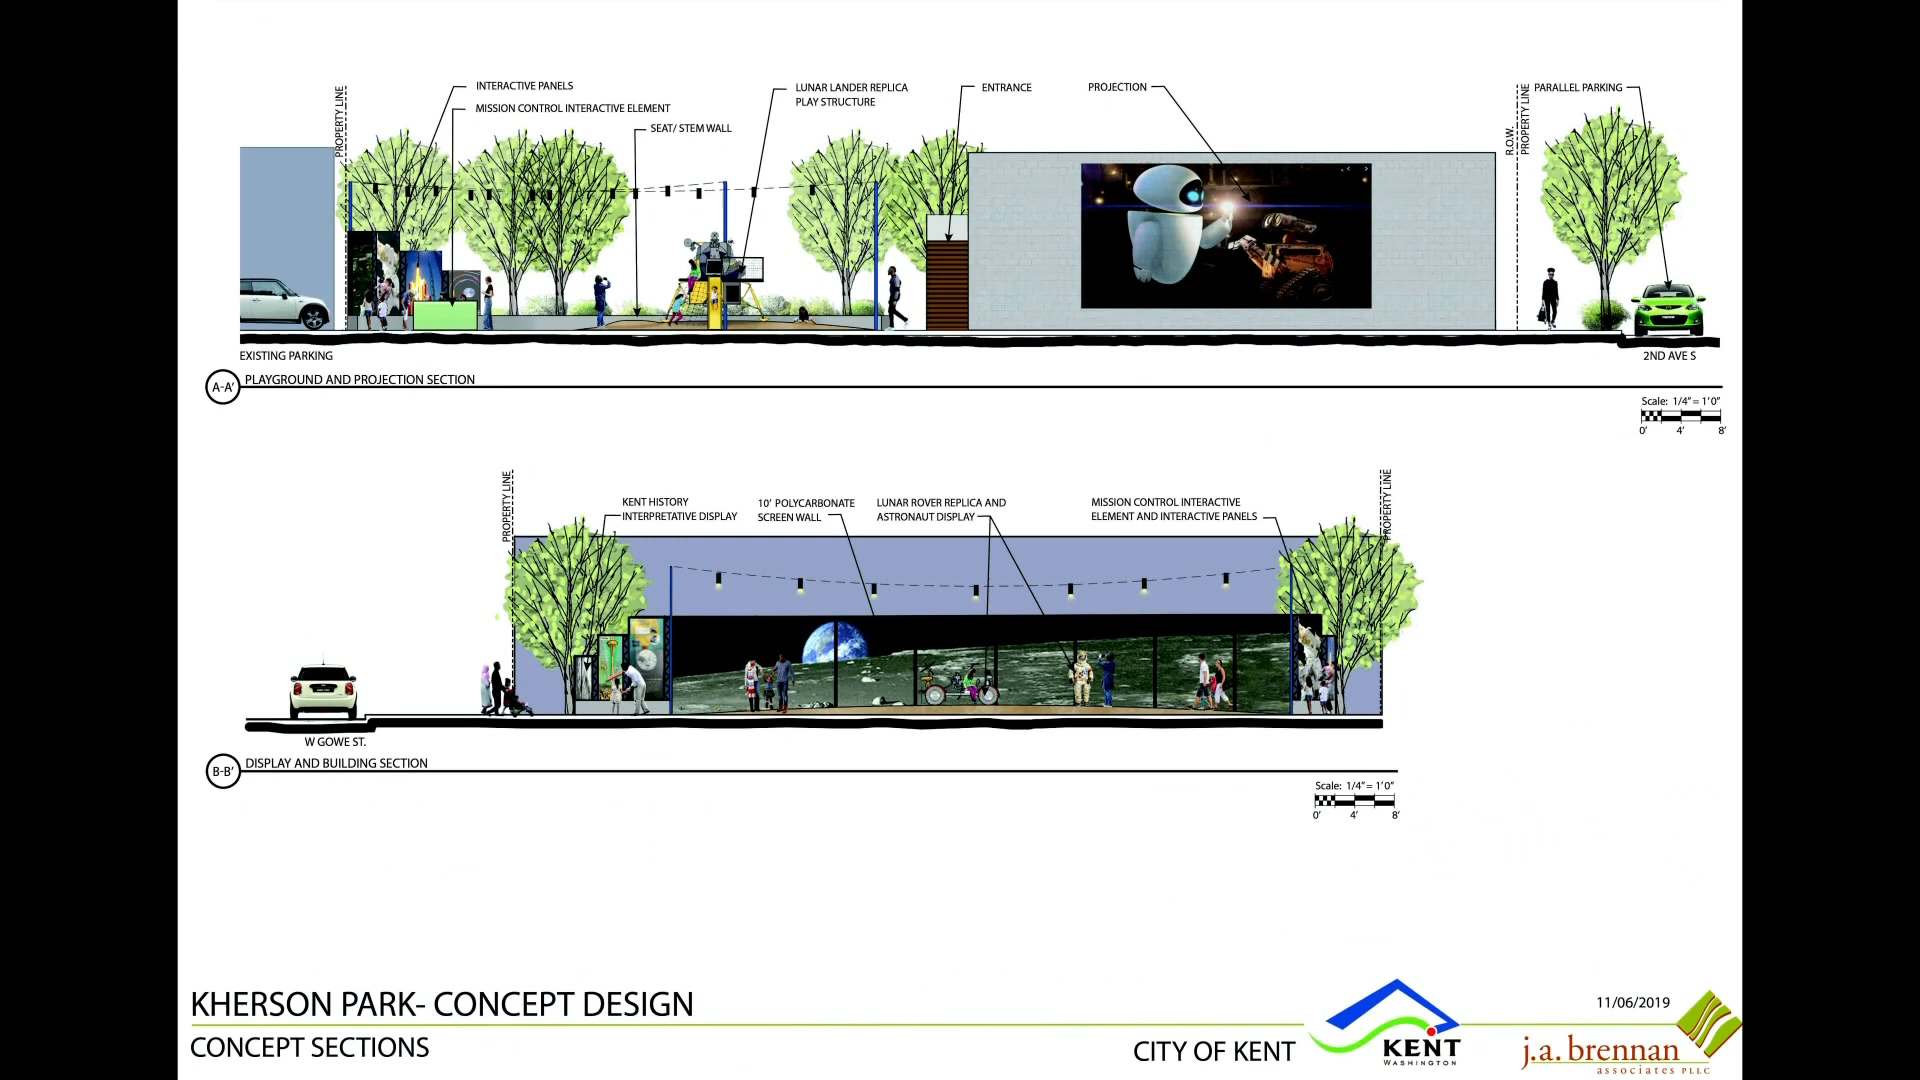 PROPERTY LINE
INTERACTIVE PANELS
MISSION CONTROL INTERACTIVE ELEMENT
SEAT/ STEM WALL
LUNAR LANDER REPLICA
PLAY STRUCTURE
ENTRANCE
PROJECTION
R.O.W.
PROPERTY LINE
PARALLEL PARKING
EXISTING PARKING
2ND AVE S
A-A'
PLAYGROUND AND PROJECTION SECTION
Scale: 1/4" = 1'0"
0' 4' 8'
PROPERTY LINE
KENT HISTORY
INTERPRETATIVE DISPLAY
10' POLYCARBONATE
SCREEN WALL
LUNAR ROVER REPLICA AND
ASTRONAUT DISPLAY
MISSION CONTROL INTERACTIVE
ELEMENT AND INTERACTIVE PANELS
PROPERTY LINE
W GOWE ST.
B-B'
DISPLAY AND BUILDING SECTION
Scale: 1/4" = 1'0"
0' 4' 8'
KHERSON PARK- CONCEPT DESIGN
CONCEPT SECTIONS
CITY OF KENT
KENT
WASHINGTON
11/06/2019
j.a. brennan
associates PLLC